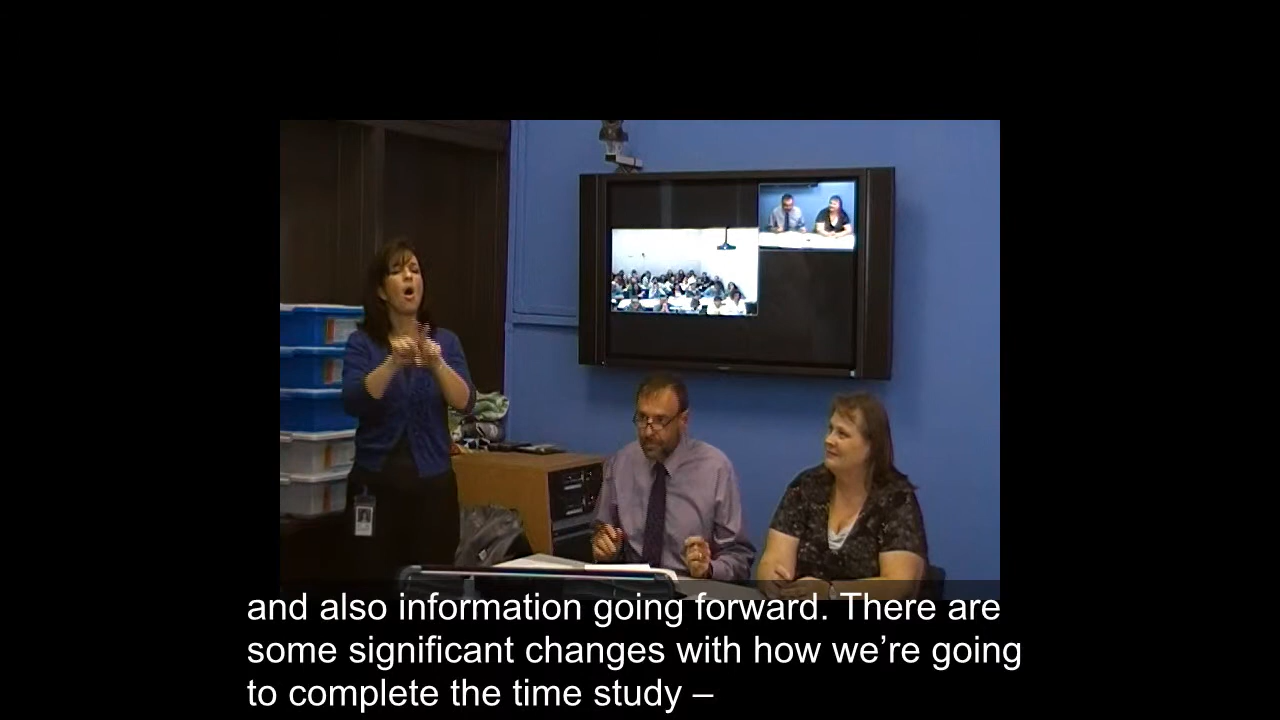 and also information going forward. There are
some significant changes with how we’re going
to complete the time study –